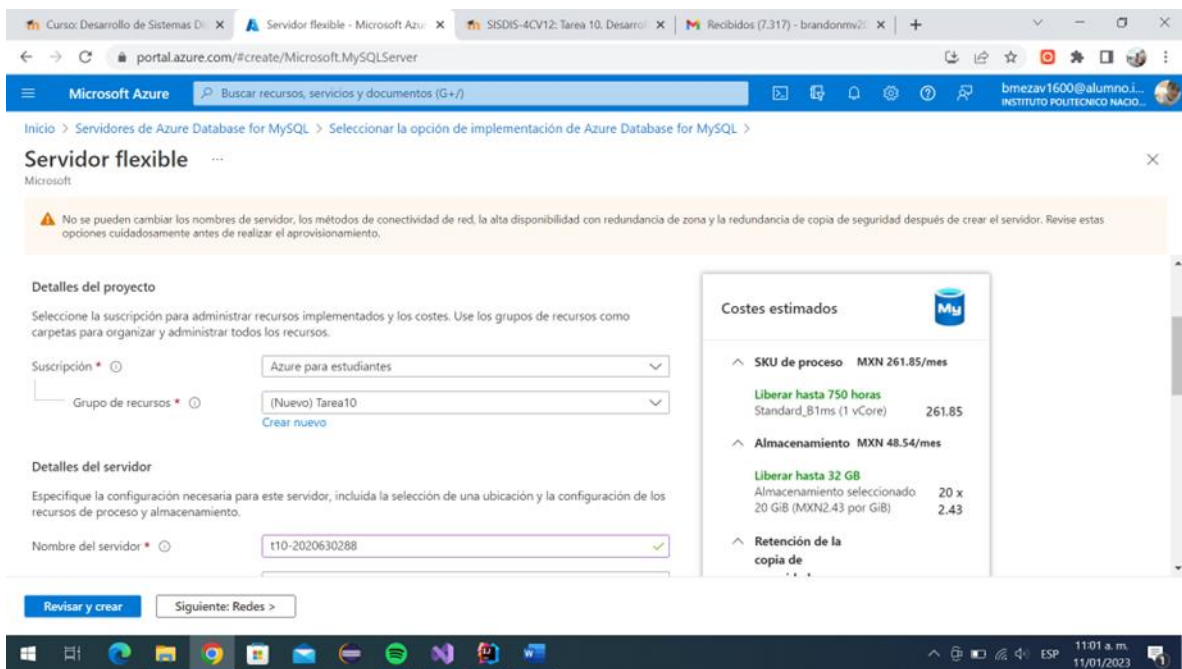 Curso: Desarrollo de Sistemas Di
Servidor flexible - Microsoft Azu
SISDIS-4CV12: Tarea 10. Desarrol
Recibidos (7.317) - brandonmv20
portal.azure.com/#create/Microsoft.MySQLServer
Microsoft Azure
Buscar recursos, servicios y documentos (G+/)
bmezav1600@alumno.i...
INSTITUTO POLITECNICO NACIO...
Inicio > Servidores de Azure Database for MySQL > Seleccionar la opción de implementación de Azure Database for MySQL >
Servidor flexible ...
Microsoft
No se pueden cambiar los nombres de servidor, los métodos de conectividad de red, la alta disponibilidad con redundancia de zona y la redundancia de copia de seguridad después de crear el servidor. Revise estas
opciones cuidadosamente antes de realizar el aprovisionamiento.
Detalles del proyecto
Seleccione la suscripción para administrar recursos implementados y los costes. Use los grupos de recursos como
carpetas para organizar y administrar todos los recursos.
Suscripción *
Azure para estudiantes
Grupo de recursos *
(Nuevo) Tarea10
Crear nuevo
Detalles del servidor
Especifique la configuración necesaria para este servidor, incluida la selección de una ubicación y la configuración de los
recursos de proceso y almacenamiento.
Nombre del servidor *
t10-2020630288
Costes estimados
My
SKU de proceso MXN 261.85/mes
Liberar hasta 750 horas
Standard_B1ms (1 vCore) 261.85
Almacenamiento MXN 48.54/mes
Liberar hasta 32 GB
Almacenamiento seleccionado 20 x
20 GiB (MXN2.43 por GiB) 2.43
Retención de la
copia de
Revisar y crear
Siguiente: Redes >
ESP
11:01 a. m.
11/01/2023